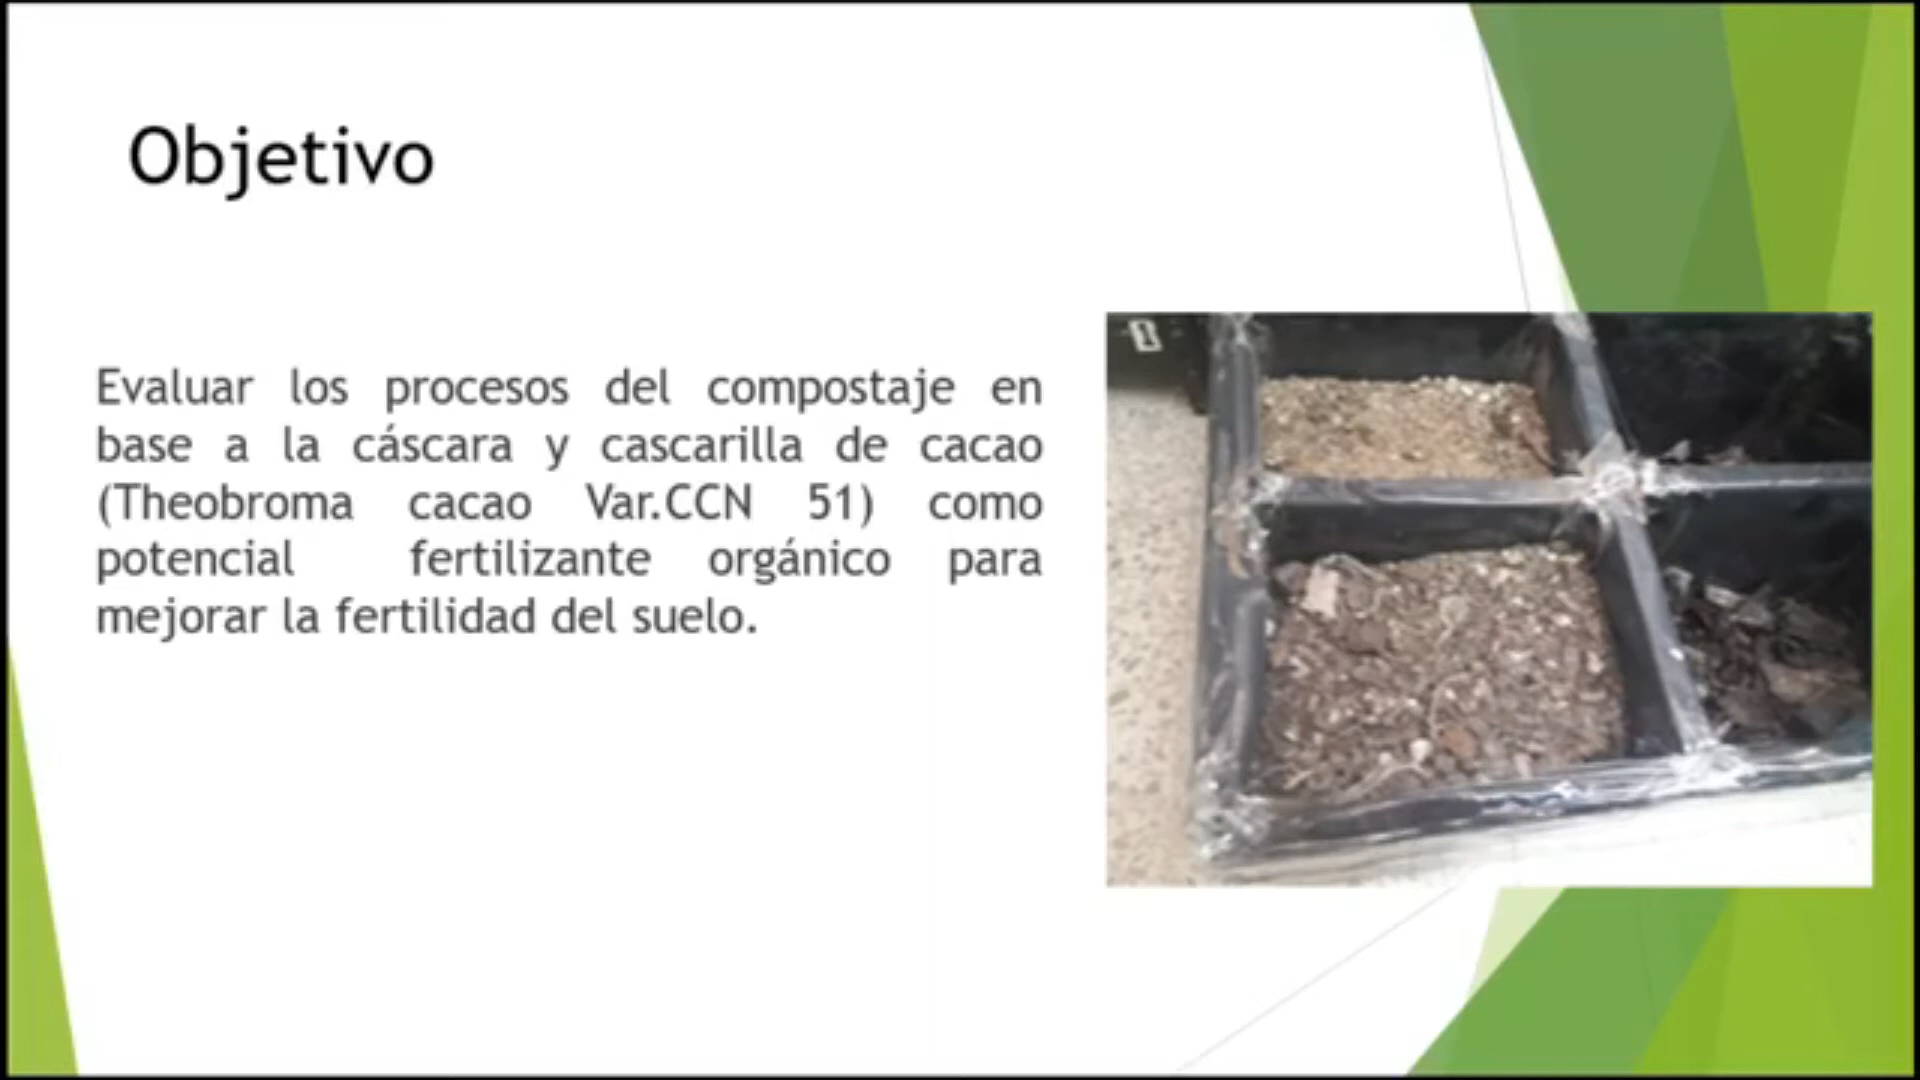 Objetivo
Evaluar los procesos del compostaje en
base a la cáscara y cascarilla de cacao
(Theobroma cacao Var.CCN 51) como
potencial fertilizante orgánico para
mejorar la fertilidad del suelo.
1